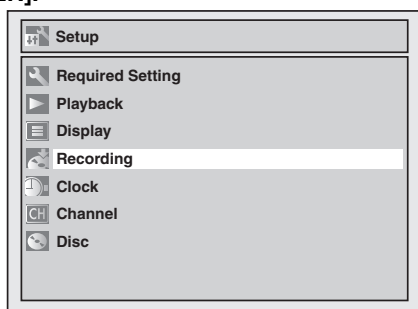 Setup
Required Setting
Playback
Display
Recording
Clock
Channel
CH
Disc